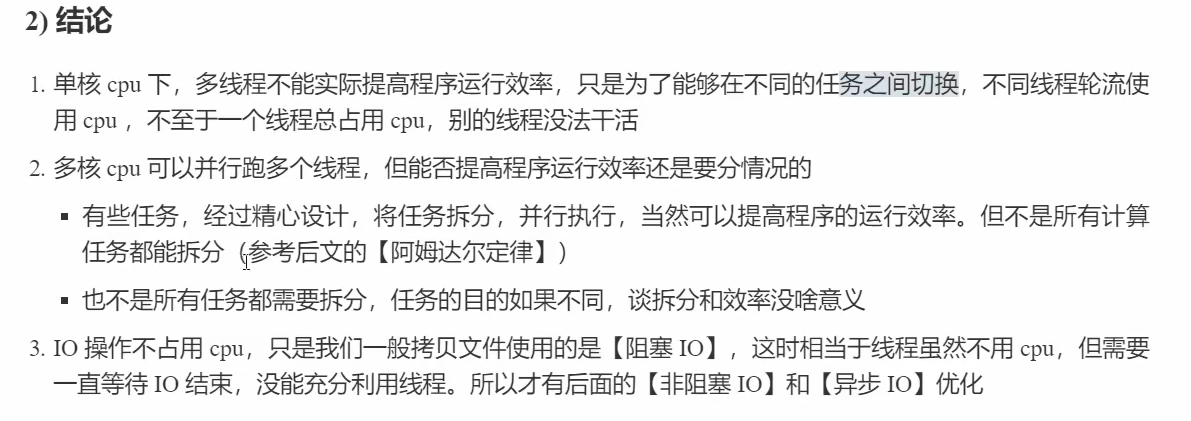 2) 结论
1. 单核 cpu 下，多线程不能实际提高程序运行效率，只是为了能够在不同的任务之间切换，不同线程轮流使
用 cpu ，不至于一个线程总占用 cpu，别的线程没法干活
2. 多核 cpu 可以并行跑多个线程，但能否提高程序运行效率还是要分情况的
▪ 有些任务，经过精心设计，将任务拆分，并行执行，当然可以提高程序的运行效率。但不是所有计算
任务都能拆分（参考后文的【阿姆达尔定律】）
▪ 也不是所有任务都需要拆分，任务的目的如果不同，谈拆分和效率没啥意义
3. IO 操作不占用 cpu，只是我们一般拷贝文件使用的是【阻塞 IO】，这时相当于线程虽然不用 cpu，但需要
一直等待 IO 结束，没能充分利用线程。所以才有后面的【非阻塞 IO】和【异步 IO】优化